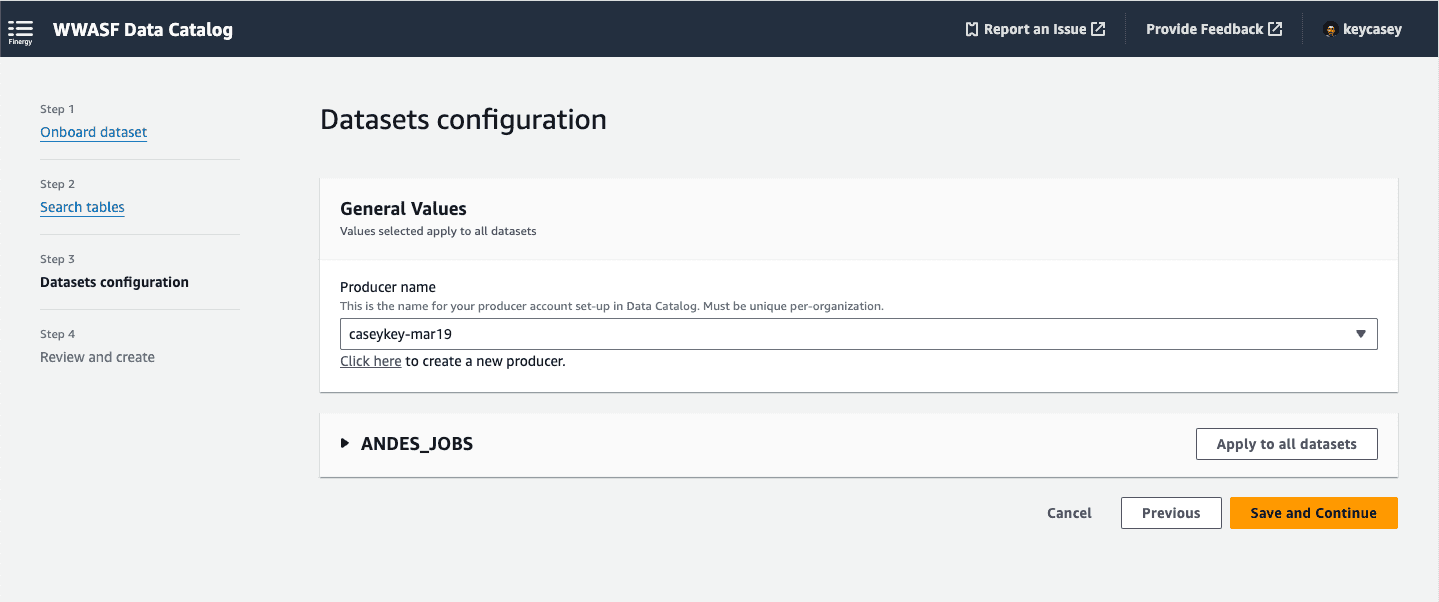 Finergy
WWASF Data Catalog
Report an Issue
Provide Feedback
keycasey
Step 1
Onboard dataset
Step 2
Search tables
Step 3
Datasets configuration
Step 4
Review and create
Datasets configuration
General Values
Values selected apply to all datasets
Producer name
This is the name for your producer account set-up in Data Catalog. Must be unique per-organization.
caseykey-mar19
Click here to create a new producer.
ANDES_JOBS
Apply to all datasets
Cancel
Previous
Save and Continue